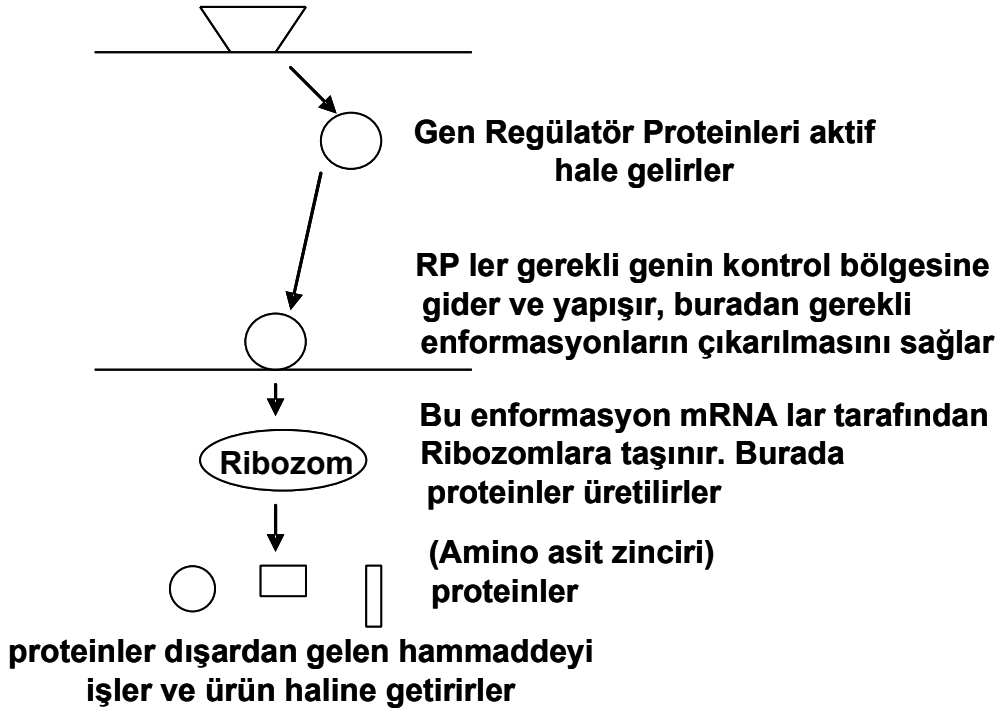 Gen Regülatör Proteinleri aktif
hale gelirler
RP ler gerekli genin kontrol bölgesine
gider ve yapışır, buradan gerekli
enformasyonların çıkarılmasını sağlar
Bu enformasyon mRNA lar tarafından
Ribozomlara taşınır. Burada
proteinler üretilirler
Ribozom
(Amino asit zinciri)
proteinler
proteinler dışardan gelen hammaddeyi
işler ve ürün haline getirirler